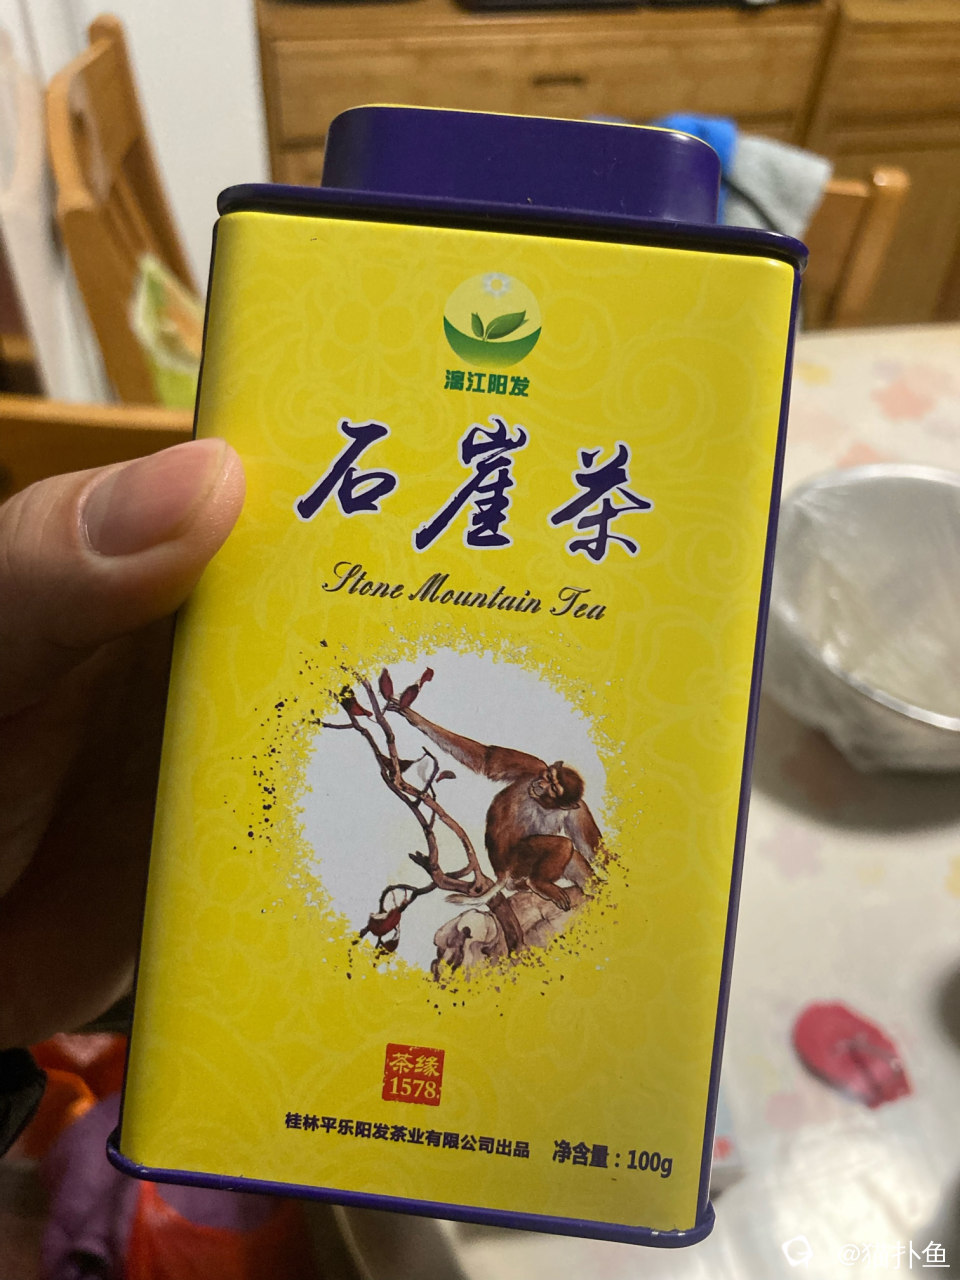 漓江阳发
石崖茶
Stone Mountain Tea
茶缘
1578
桂林平乐阳发茶业有限公司出品
净含量：100g